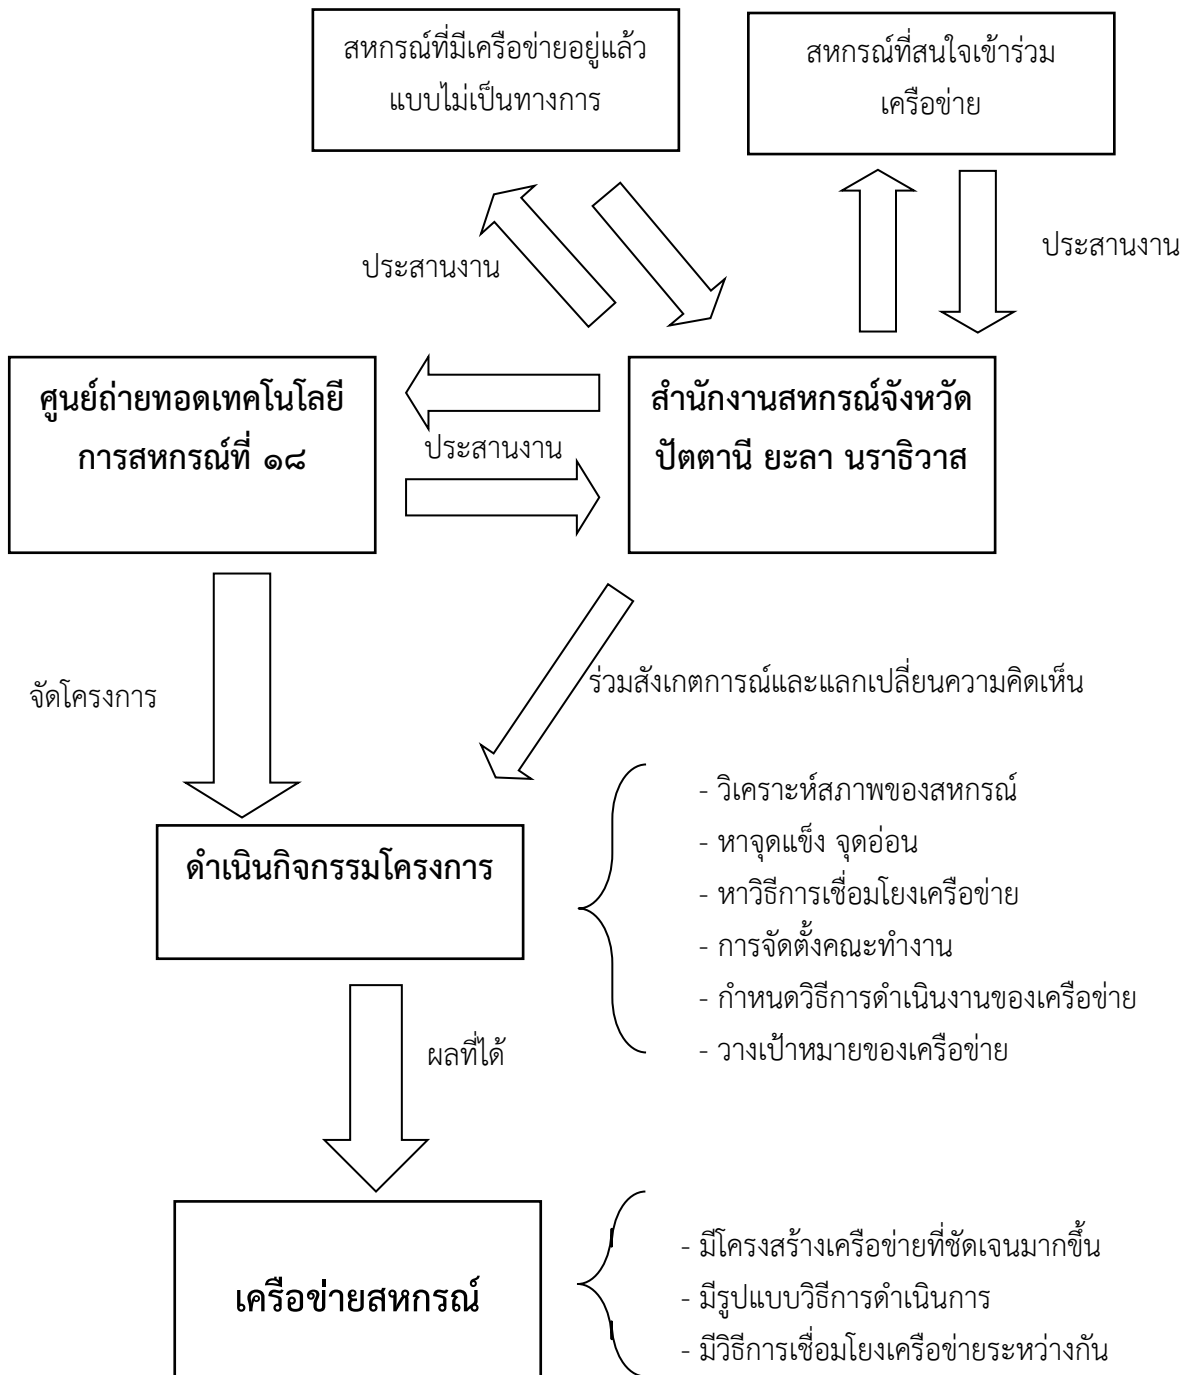 สหกรณ์ที่มีเครือข่ายอยู่แล้ว
แบบไม่เป็นทางการ
สหกรณ์ที่สนใจเข้าร่วม
เครือข่าย
ประสานงาน
ประสานงาน
ศูนย์ถ่ายทอดเทคโนโลยี
การสหกรณ์ที่ ๑๘
ประสานงาน
สำนักงานสหกรณ์จังหวัด
ปัตตานี ยะลา นราธิวาส
จัดโครงการ
ร่วมสังเกตการณ์และแลกเปลี่ยนความคิดเห็น
ดำเนินกิจกรรมโครงการ
- วิเคราะห์สภาพของสหกรณ์
- หาจุดแข็ง จุดอ่อน
- หาวิธีการเชื่อมโยงเครือข่าย
- การจัดตั้งคณะทำงาน
- กำหนดวิธีการดำเนินงานของเครือข่าย
- วางเป้าหมายของเครือข่าย
ผลที่ได้
เครือข่ายสหกรณ์
- มีโครงสร้างเครือข่ายที่ชัดเจนมากขึ้น
- มีรูปแบบวิธีการดำเนินการ
- มีวิธีการเชื่อมโยงเครือข่ายระหว่างกัน